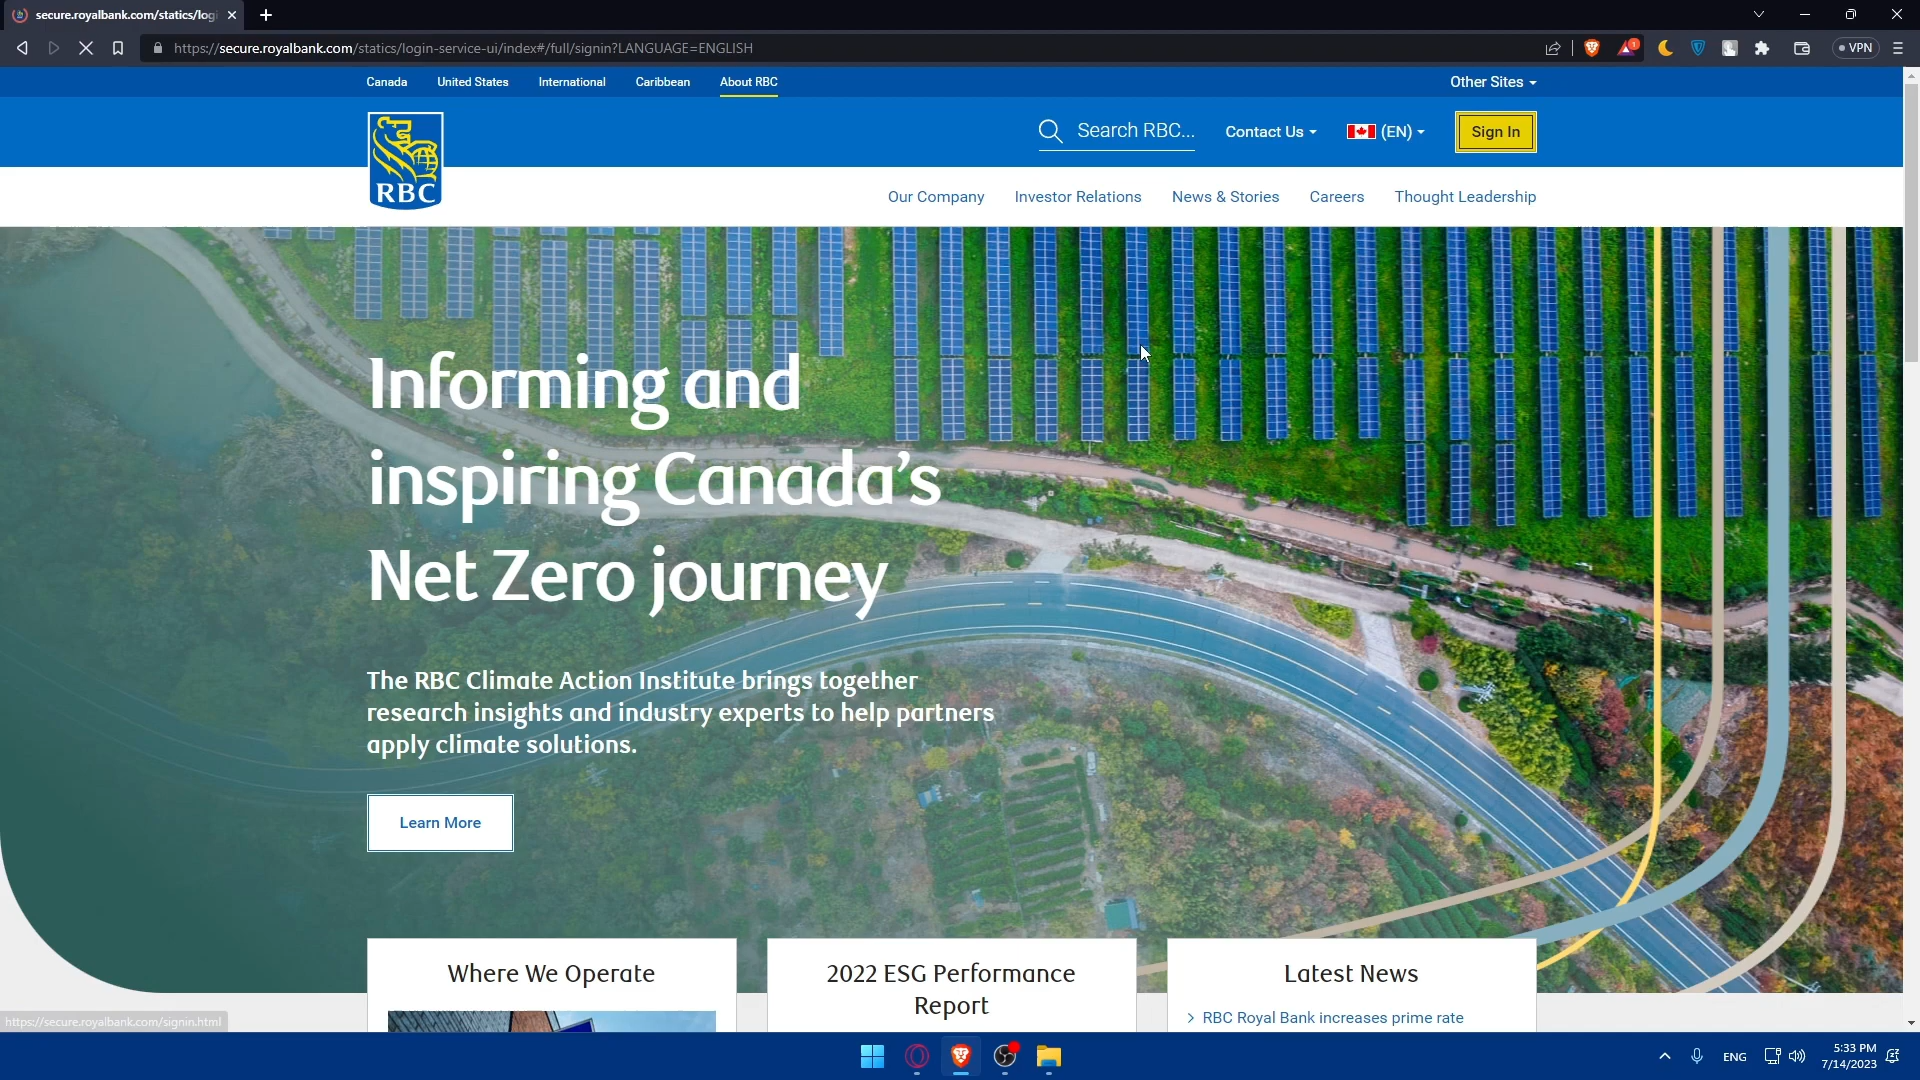 secure.royalbank.com/statics/logi
https://secure.royalbank.com/statics/login-service-ui/index#/full/signin?LANGUAGE=ENGLISH
1
VPN
Canada
United States
International
Caribbean
About RBC
Other Sites
RBC
Search RBC...
Contact Us
(EN)
Sign In
Our Company
Investor Relations
News & Stories
Careers
Thought Leadership
Informing and
inspiring Canada's
Net Zero journey
The RBC Climate Action Institute brings together
research insights and industry experts to help partners
apply climate solutions.
Learn More
Where We Operate
2022 ESG Performance
Report
Latest News
RBC Royal Bank increases prime rate
https://secure.royalbank.com/signin.html
ENG
5:33 PM
7/14/2023